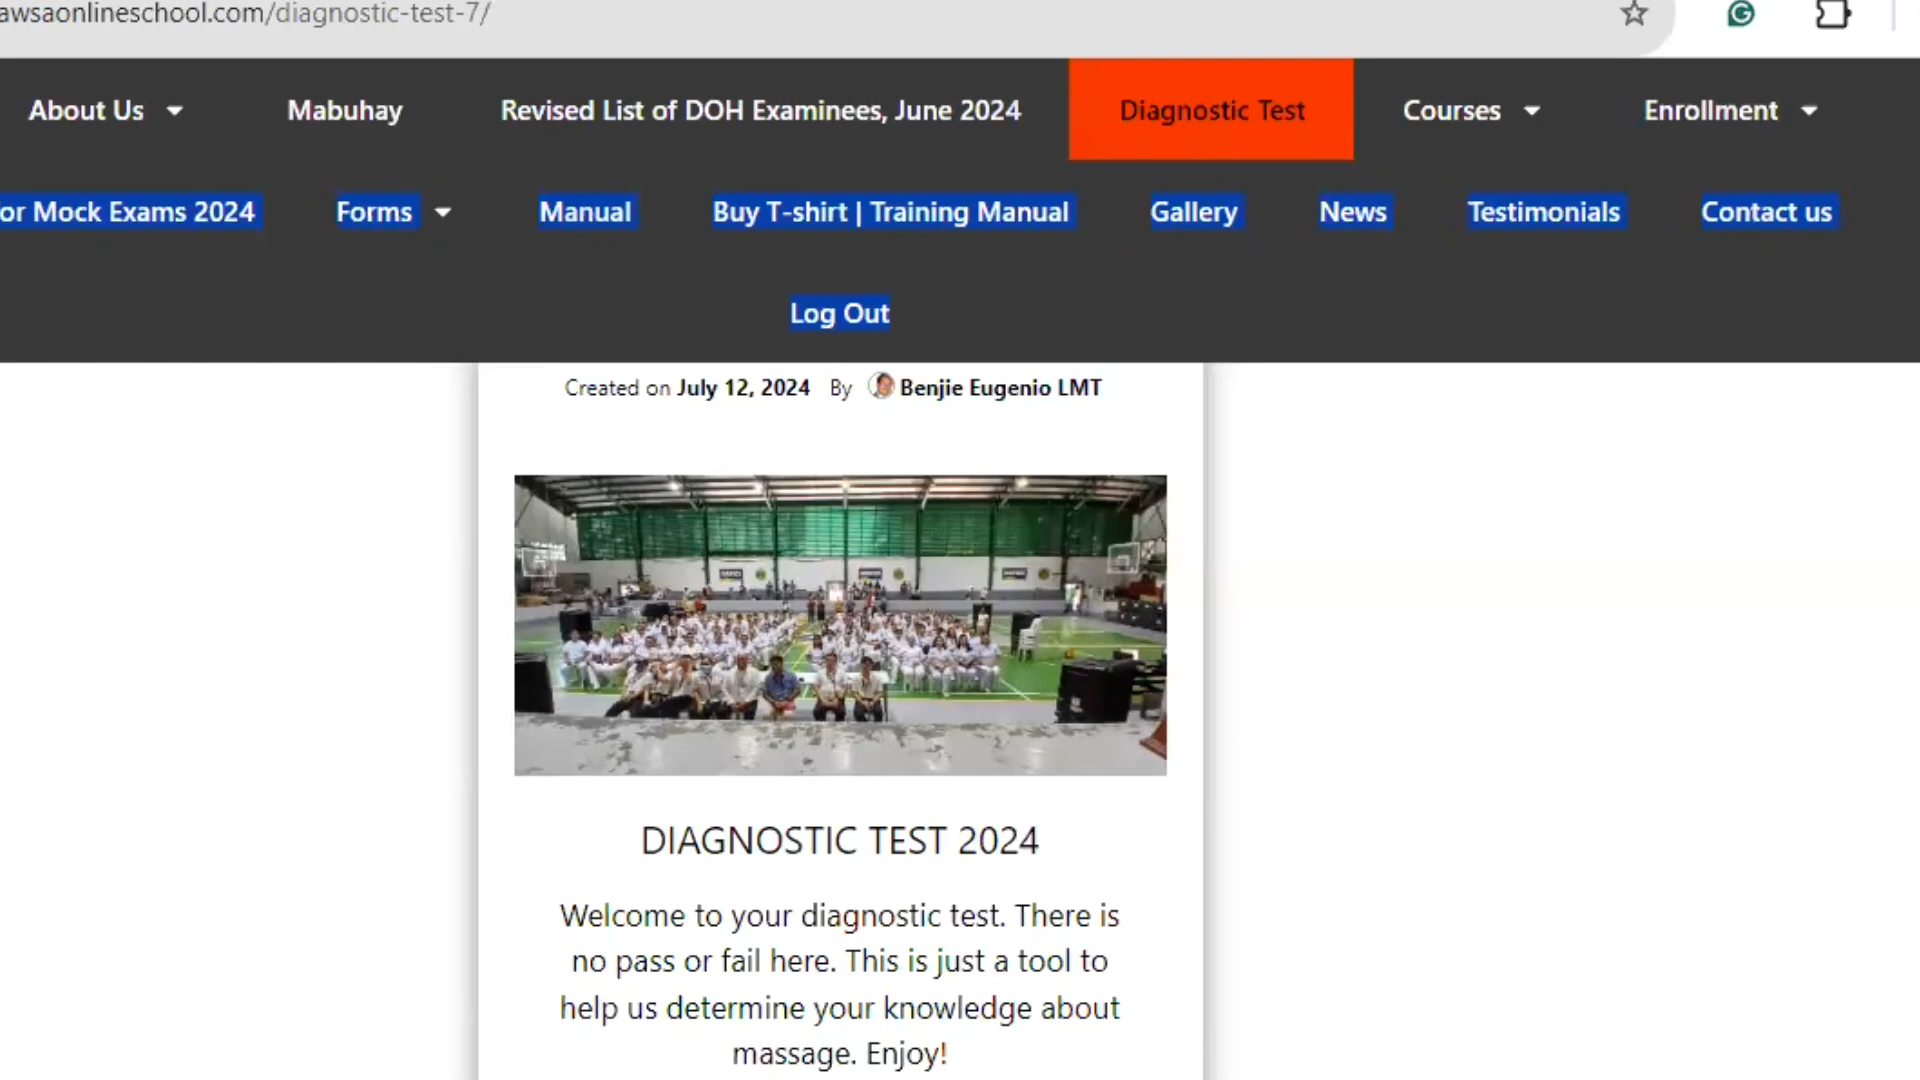 awsaonlineschool.com/diagnostic-test-7/
About Us Mabuhay Revised List of DOH Examinees, June 2024 Diagnostic Test Courses Enrollment
or Mock Exams 2024 Forms Manual Buy T-shirt | Training Manual Gallery News Testimonials Contact us
Log Out
Created on July 12, 2024 By Benjie Eugenio LMT
DIAGNOSTIC TEST 2024
Welcome to your diagnostic test. There is
no pass or fail here. This is just a tool to
help us determine your knowledge about
massage. Enjoy!